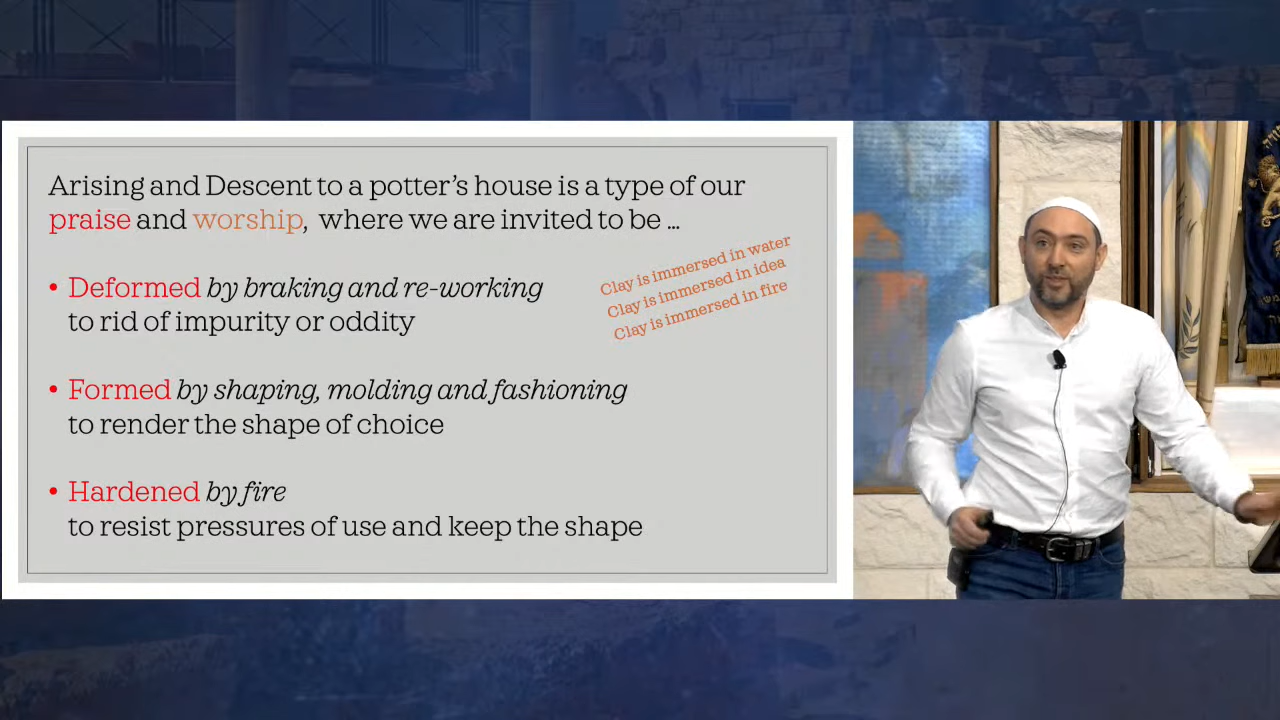 Arising and Descent to a potter's house is a type of our
praise and worship, where we are invited to be ...
• Deformed by braking and re-working
to rid of impurity or oddity
Clay is immersed in water
Clay is immersed in idea
Clay is immersed in fire
• Formed by shaping, molding and fashioning
to render the shape of choice
• Hardened by fire
to resist pressures of use and keep the shape